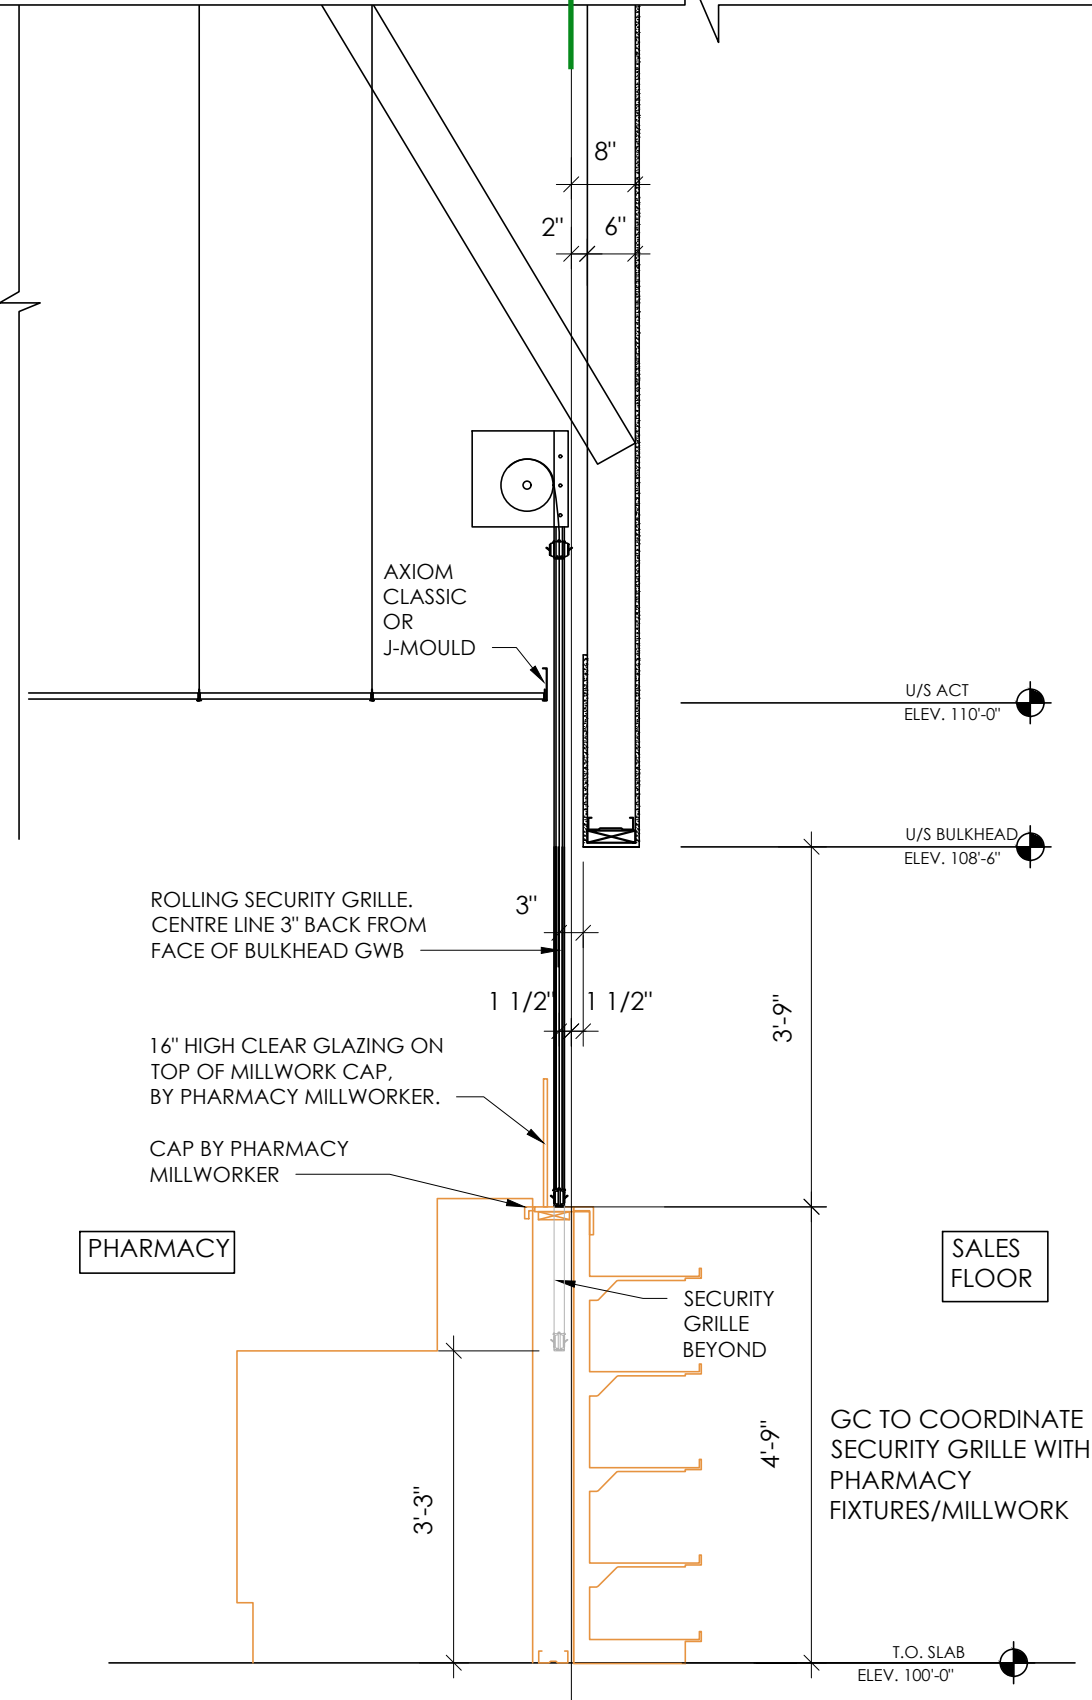 8"
2"
6"
AXIOM
CLASSIC
OR
J-MOULD
U/S ACT
ELEV. 110'-0"
U/S BULKHEAD
ELEV. 108'-6"
ROLLING SECURITY GRILLE.
CENTRE LINE 3" BACK FROM
FACE OF BULKHEAD GWB
3"
1 1/2"
1 1/2"
3'-9"
16" HIGH CLEAR GLAZING ON
TOP OF MILLWORK CAP,
BY PHARMACY MILLWORKER.
CAP BY PHARMACY
MILLWORKER
PHARMACY
SALES
FLOOR
SECURITY
GRILLE
BEYOND
GC TO COORDINATE
SECURITY GRILLE WITH
PHARMACY
FIXTURES/MILLWORK
4'-9"
3'-3"
T.O. SLAB
ELEV. 100'-0"